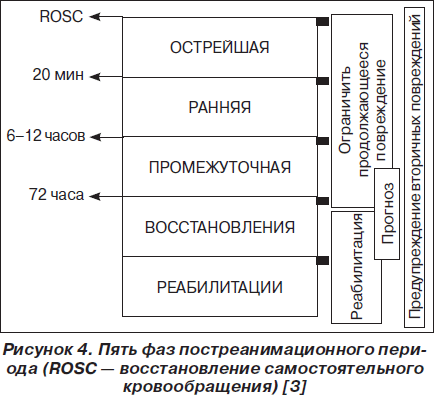 ROSC
ОСТРЕЙШАЯ
20 мин
РАННЯЯ
6–12 часов
ПРОМЕЖУТОЧНАЯ
72 часа
ВОССТАНОВЛЕНИЯ
РЕАБИЛИТАЦИИ
Ограничить
продолжающееся
повреждение
Реабилитация
Прогноз
Предупреждение вторичных повреждений
Рисунок 4. Пять фаз постреанимационного пери-
ода (ROSC — восстановление самостоятельного
кровообращения) [3]